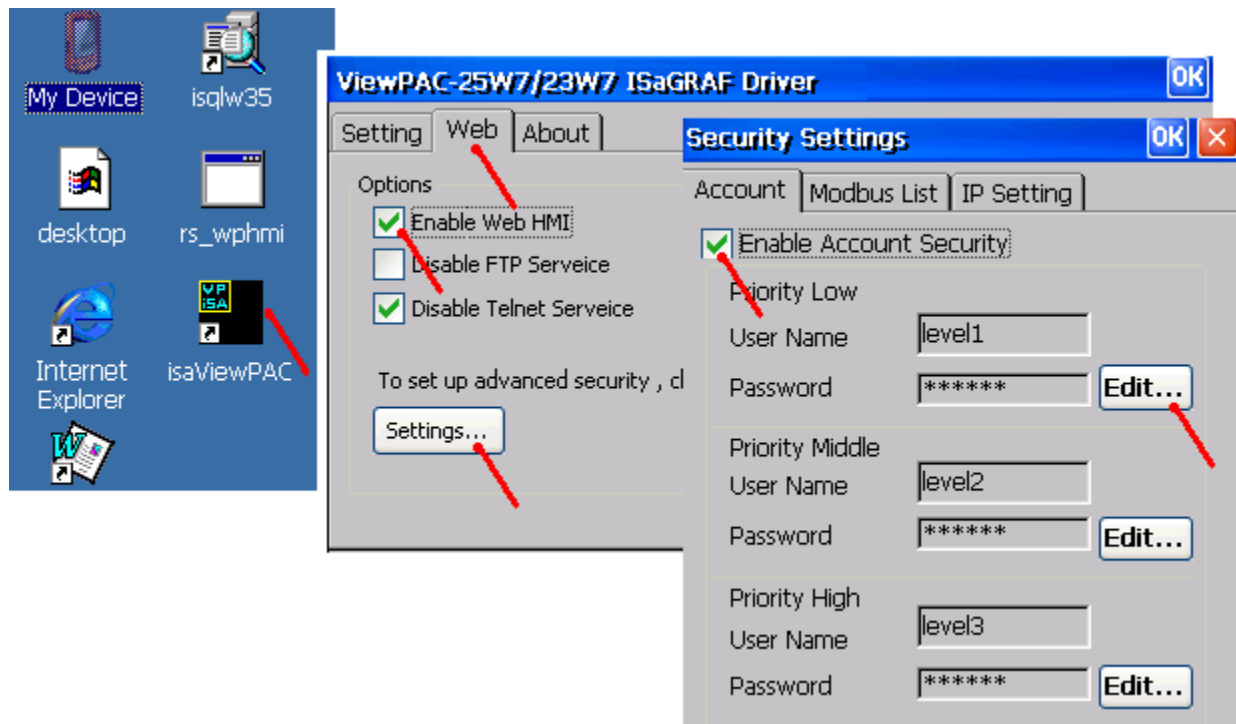 My Device
isqlw35
desktop
rs_wphmi
VP
iSA
Internet
Explorer
isaViewPAC
ViewPAC-25W7/23W7 ISaGRAF Driver
OK
Setting
Web
About
Options
Enable Web HMI
Disable FTP Serveice
Disable Telnet Serveice
To set up advanced security , cl
Settings...
Security Settings
OK
Account
Modbus List
IP Setting
Enable Account Security
Priority Low
User Name
level1
Password
******
Edit...
Priority Middle
User Name
level2
Password
******
Edit...
Priority High
User Name
level3
Password
******
Edit...